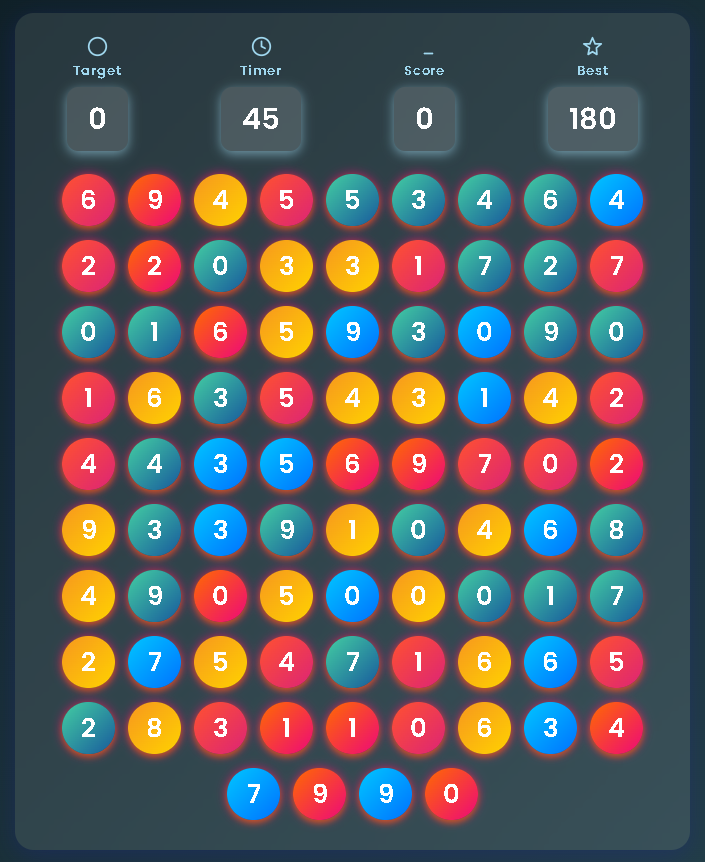 Target Timer Score Best
0 45 0 180
6 9 4 5 5 3 4 6 4
2 2 0 3 3 1 7 2 7
0 1 6 5 9 3 0 9 0
1 6 3 5 4 3 1 4 2
4 4 3 5 6 9 7 0 2
9 3 3 9 1 0 4 6 8
4 9 0 5 0 0 0 1 7
2 7 5 4 7 1 6 6 5
2 8 3 1 1 0 6 3 4
7 9 9 0